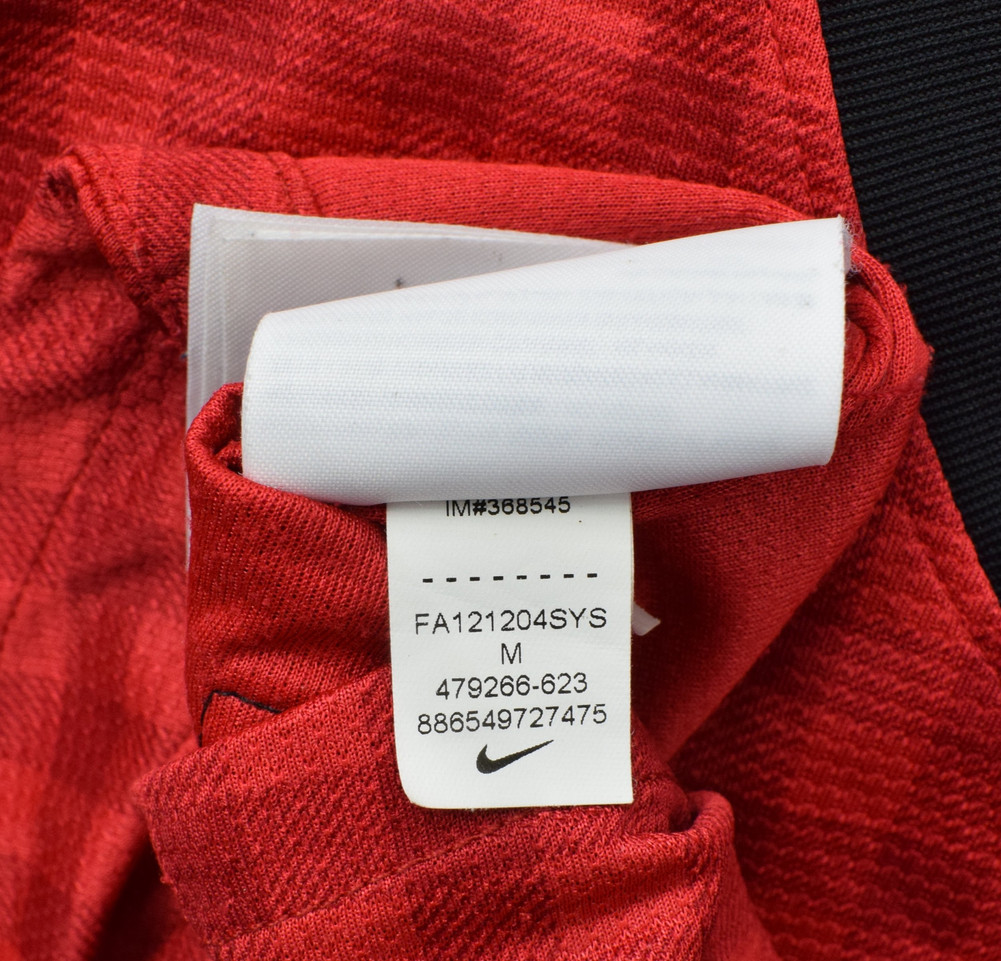 IM#368545
--------
FA121204SYS
M
479266-623
886549727475